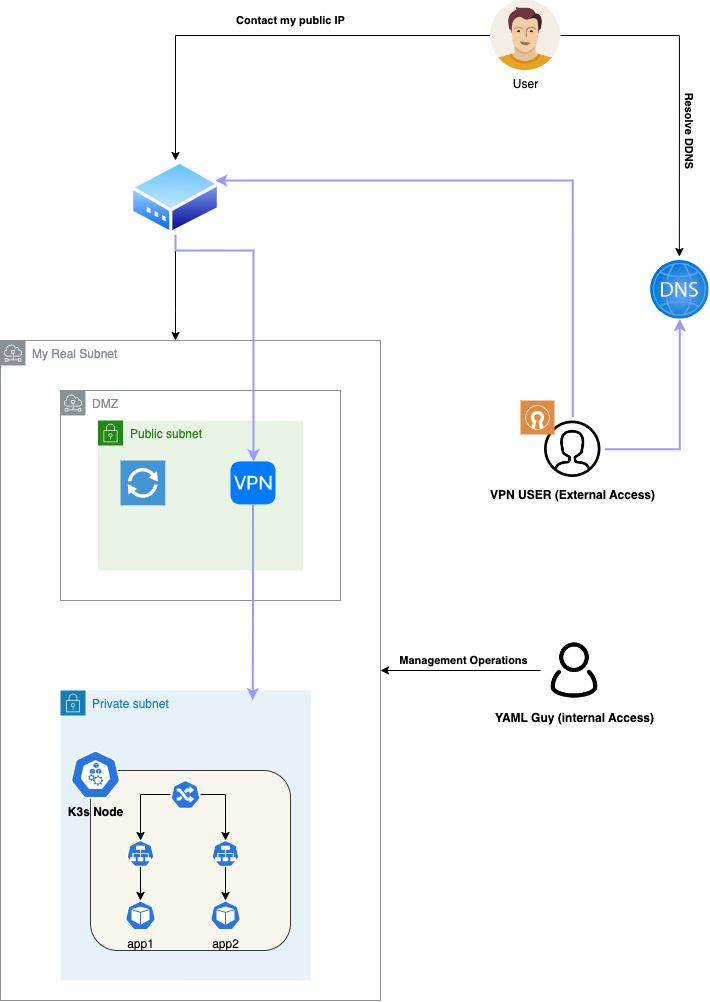 Contact my public IP
User
Resolve DDNS
DNS
My Real Subnet
DMZ
Public subnet
VPN
VPN USER (External Access)
Management Operations
YAML Guy (internal Access)
Private subnet
K3s Node
app1
app2